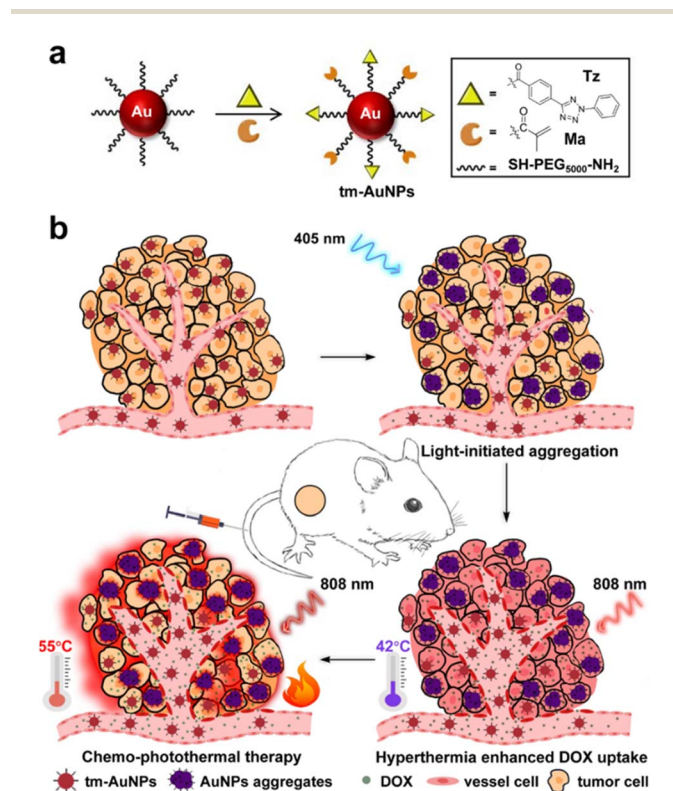 a
Au
Au
tm-AuNPs
= Tz
O
N N
N=N
= Ma
O
= SH-PEG5000-NH2
b
405 nm
Light-initiated aggregation
808 nm
808 nm
55°C
42°C
Chemo-photothermal therapy
Hyperthermia enhanced DOX uptake
tm-AuNPs AuNPs aggregates DOX vessel cell tumor cell